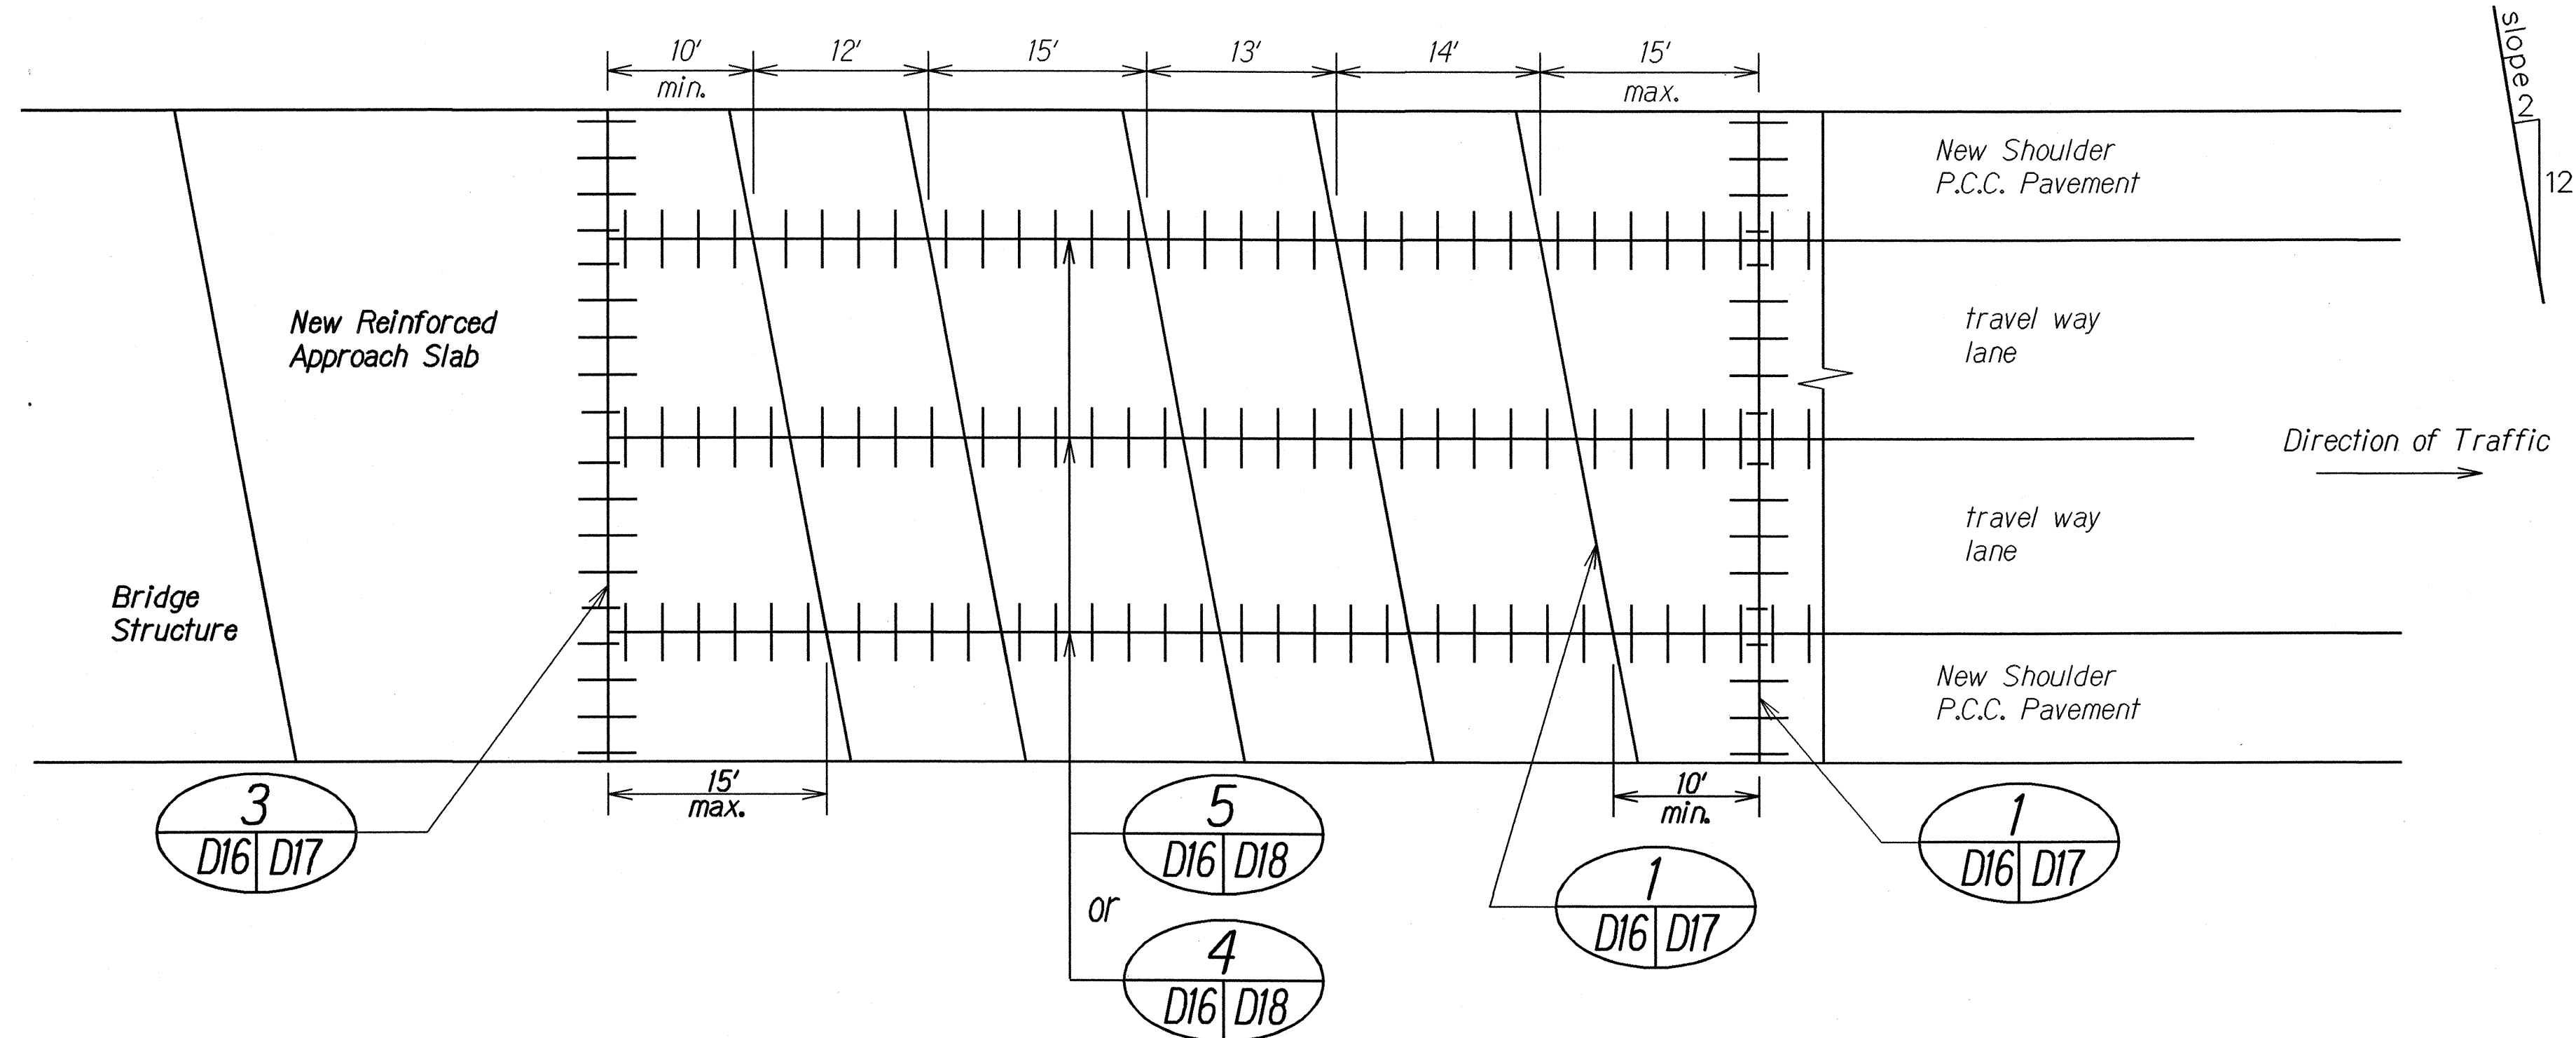 10' 12' 15' 13' 14' 15'
min. max.
slope 2
12
New Shoulder
P.C.C. Pavement
New Reinforced
Approach Slab
travel way
lane
Direction of Traffic
travel way
lane
Bridge
Structure
New Shoulder
P.C.C. Pavement
15'
max.
10'
min.
3
D16 D17
5
D16 D18
or
4
D16 D18
1
D16 D17
1
D16 D17